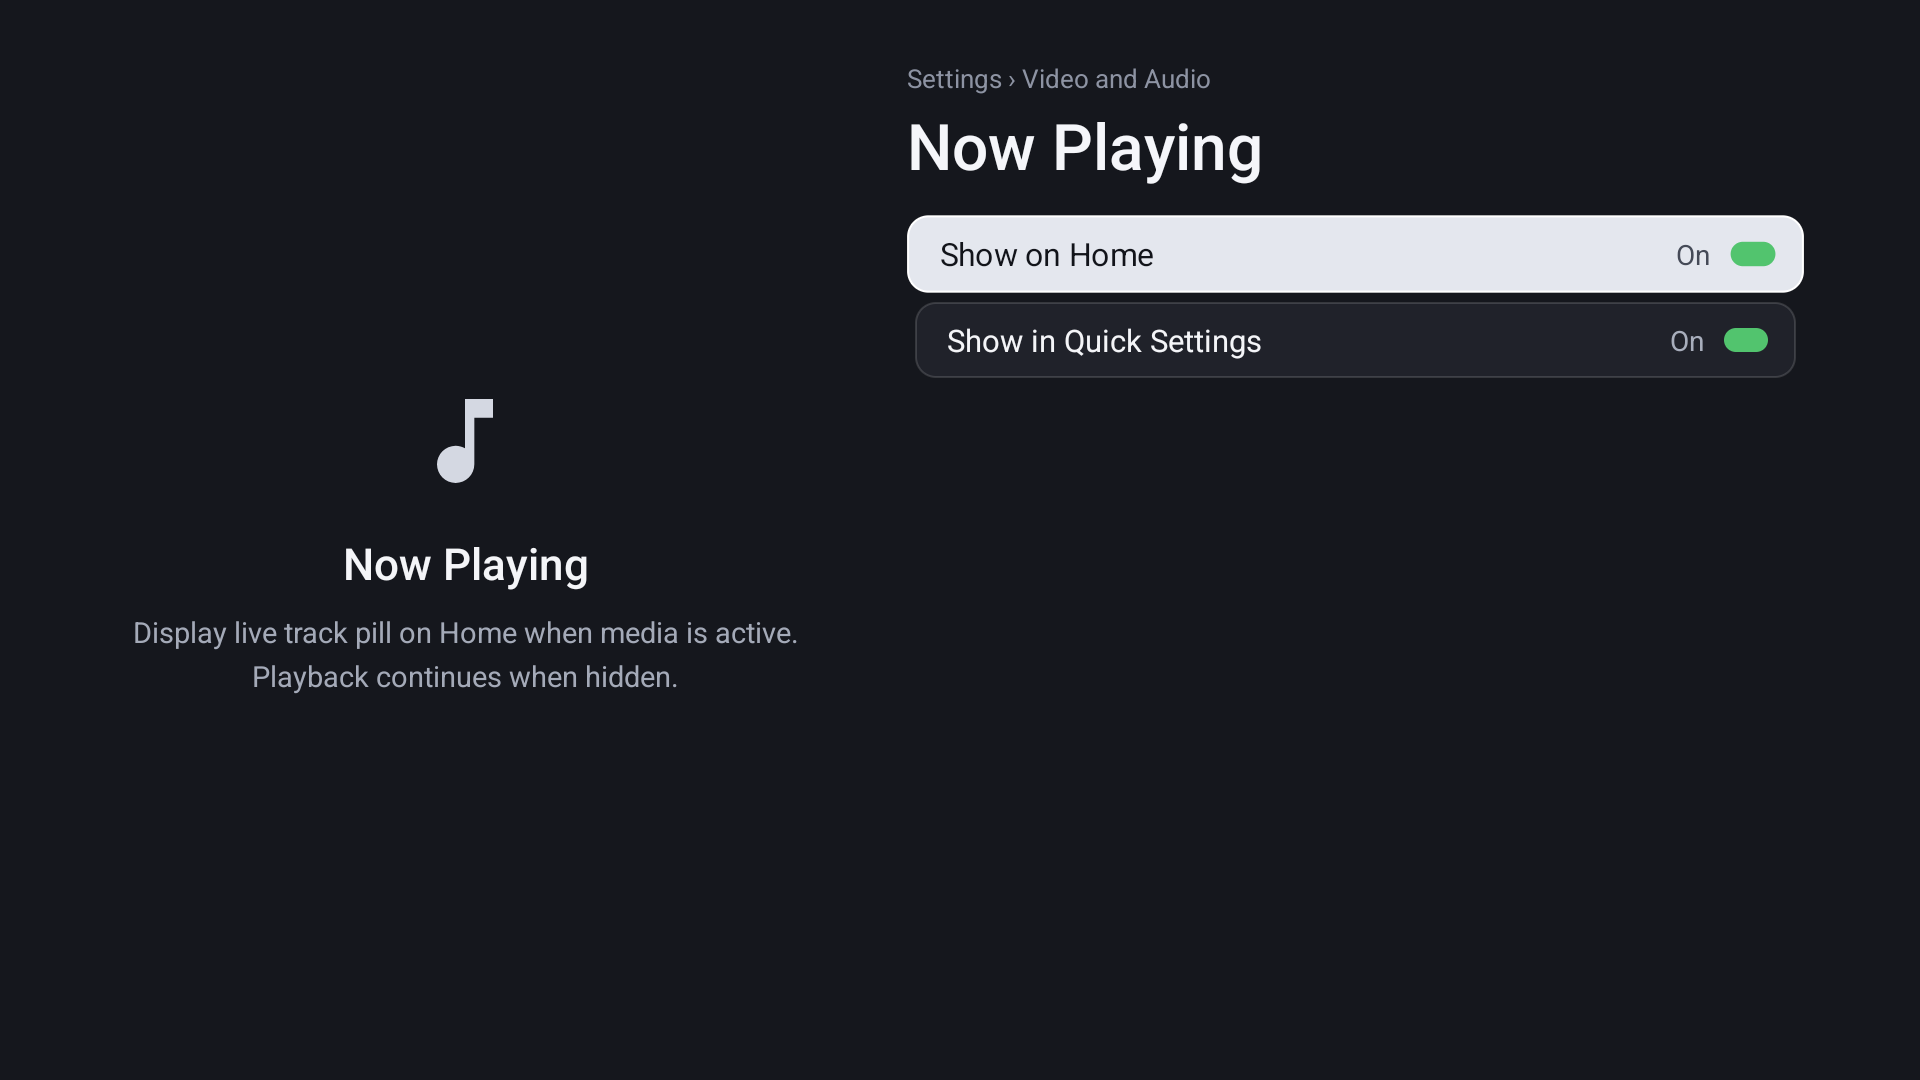 Settings › Video and Audio
Now Playing
Show on Home On
Show in Quick Settings On
Now Playing
Display live track pill on Home when media is active.
Playback continues when hidden.